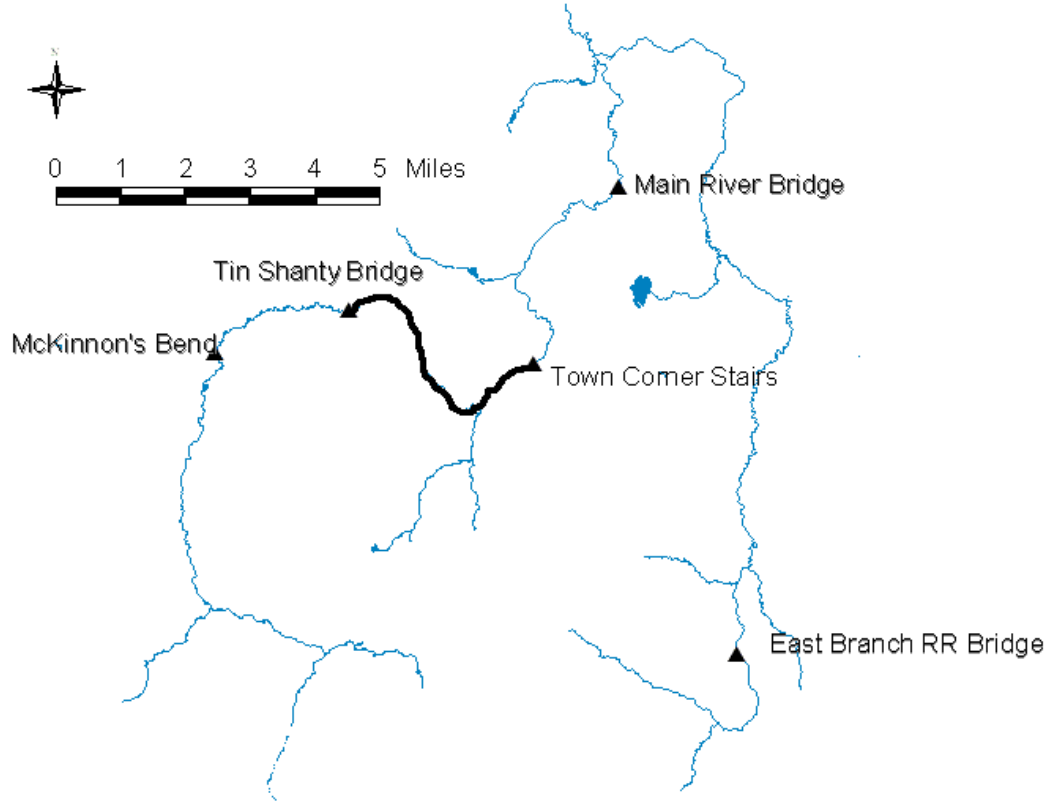 N
0 1 2 3 4 5 Miles
Main River Bridge
Tin Shanty Bridge
McKinnon's Bend
Town Corner Stairs
East Branch RR Bridge